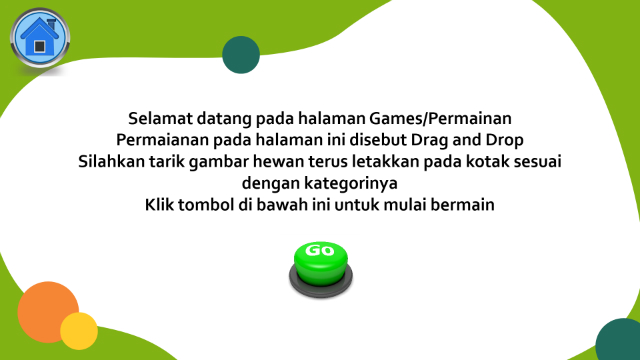 Selamat datang pada halaman Games/Permainan
Permaianan pada halaman ini disebut Drag and Drop
Silahkan tarik gambar hewan terus letakkan pada kotak sesuai
dengan kategorinya
Klik tombol di bawah ini untuk mulai bermain
Go